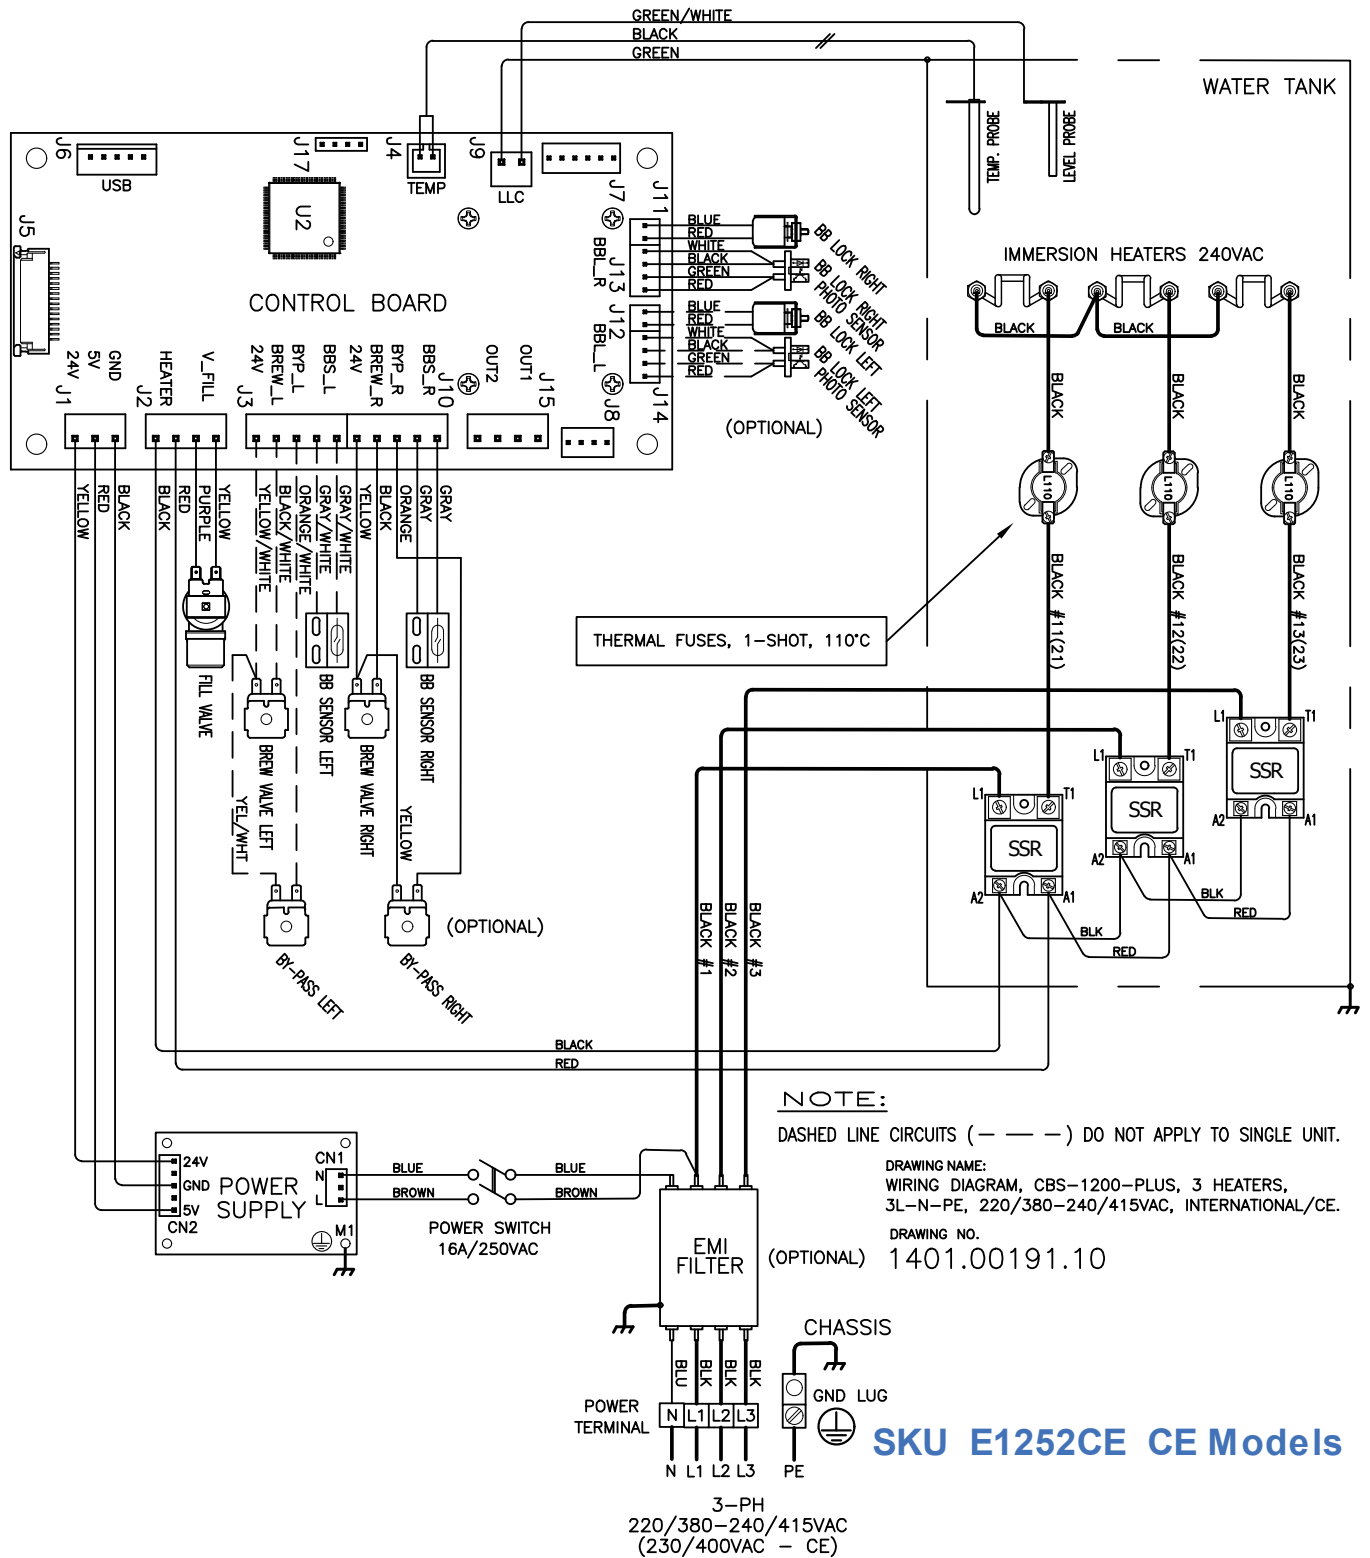 GREEN/WHITE
BLACK
GREEN
WATER TANK
TEMP. PROBE
LEVEL PROBE
J6
USB
J17
J4
TEMP
J9
LLC
J7
J11
U2
J5
CONTROL BOARD
BBL_R
J13
J12
BBL_L
J14
BLUE
RED
WHITE
BLACK
GREEN
RED
BLUE
RED
WHITE
BLACK
GREEN
RED
BB LOCK RIGHT
BB LOCK RIGHT
PHOTO SENSOR
BB LOCK LEFT
BB LOCK LEFT
PHOTO SENSOR
(OPTIONAL)
IMMERSION HEATERS 240VAC
BLACK
BLACK
BLACK
BLACK
BLACK
L110
L110
L110
J1
24V
5V
GND
J2
HEATER
V_FILL
J3
24V
BREW_L
BYP_L
BBS_L
24V
BREW_R
BYP_R
BBS_R
J10
OUT2
OUT1
J15
J8
YELLOW
RED
BLACK
BLACK
RED
PURPLE
YELLOW
YELLOW/WHITE
BLACK/WHITE
ORANGE/WHITE
GRAY/WHITE
GRAY/WHITE
YELLOW
BLACK
ORANGE
GRAY
GRAY
THERMAL FUSES, 1-SHOT, 110°C
BLACK #11(21)
BLACK #12(22)
BLACK #13(23)
FILL VALVE
BREW VALVE LEFT
BB SENSOR LEFT
BREW VALVE RIGHT
BB SENSOR RIGHT
YEL/WHT
YELLOW
BY-PASS LEFT
BY-PASS RIGHT
(OPTIONAL)
L1
T1
SSR
A2
A1
L1
T1
SSR
A2
A1
L1
T1
SSR
A2
A1
BLK
RED
BLK
RED
BLACK #1
BLACK #2
BLACK #3
BLACK
RED
NOTE:
DASHED LINE CIRCUITS (— — —) DO NOT APPLY TO SINGLE UNIT.
DRAWING NAME:
WIRING DIAGRAM, CBS-1200-PLUS, 3 HEATERS,
3L-N-PE, 220/380-240/415VAC, INTERNATIONAL/CE.
DRAWING NO.
1401.00191.10
24V
GND
5V
CN2
POWER
SUPPLY
CN1
N
L
M1
BLUE
BROWN
BLUE
BROWN
POWER SWITCH
16A/250VAC
EMI
FILTER
(OPTIONAL)
CHASSIS
GND LUG
BLU
BLK
BLK
BLK
POWER
TERMINAL
N L1 L2 L3
N L1 L2 L3
PE
SKU E1252CE CE Models
3-PH
220/380-240/415VAC
(230/400VAC - CE)